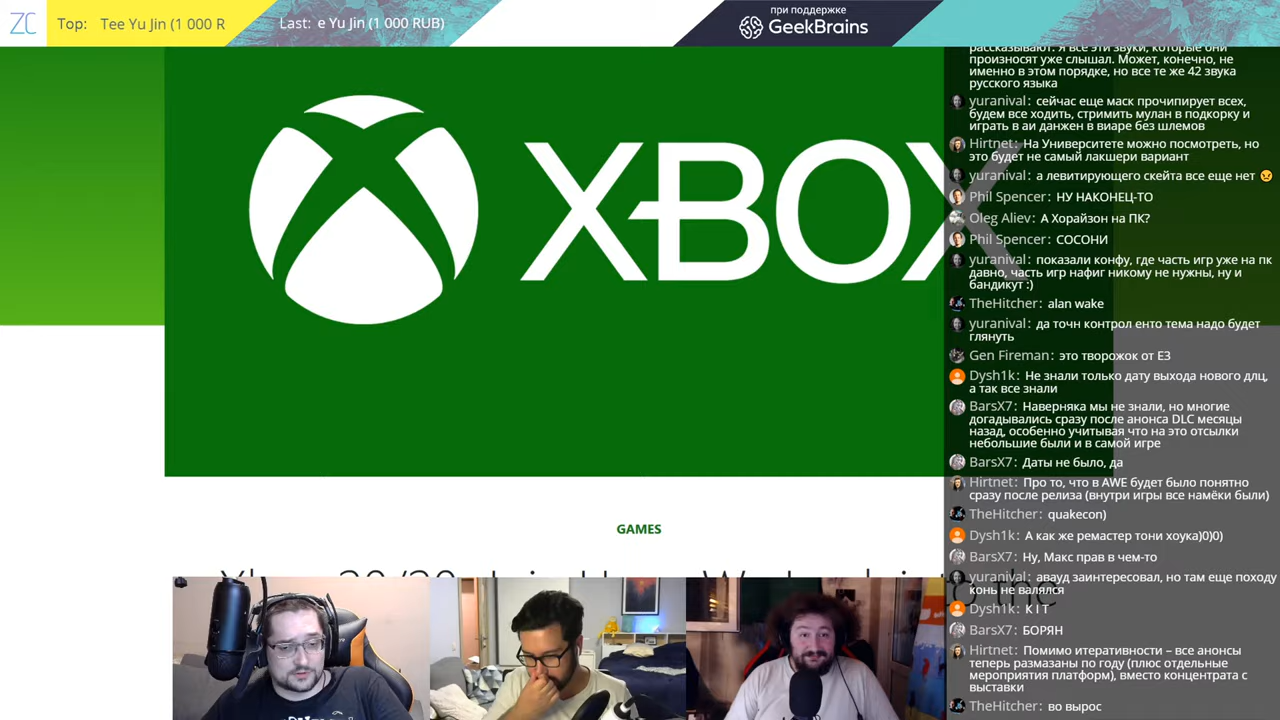 ZC
Top: Tee Yu Jin (1 000 R
Last: e Yu Jin (1 000 RUB)
при поддержке
GeekBrains
XBOX
GAMES
рассказывают. Я все эти звуки, которые они
произносят уже слышал. Может, конечно, не
именно в этом порядке, но все те же 42 звука
русского языка
yuranival: сейчас еще маск прочипирует всех,
будем все ходить, стримить мулан в подкорку и
играть в аи данжен в виаре без шлемов
Hirtnet: На Университете можно посмотреть, но
это будет не самый лакшери вариант
yuranival: а левитирующего скейта все еще нет
Phil Spencer: НУ НАКОНЕЦ-ТО
Oleg Aliev: А Хорайзон на ПК?
Phil Spencer: СОСОНИ
yuranival: показали конфу, где часть игр уже на пк
давно, часть игр нафиг никому не нужны, ну и
бандикут :)
TheHitcher: alan wake
yuranival: да точн контрол енто тема надо будет
глянуть
Gen Fireman: это творожок от Е3
Dysh1k: Не знали только дату выхода нового длц,
а так все знали
BarsX7: Наверняка мы не знали, но многие
догадывались сразу после анонса DLC месяцы
назад, особенно учитывая что на это отсылки
небольшие были и в самой игре
BarsX7: Даты не было, да
Hirtnet: Про то, что в AWE будет было понятно
сразу после релиза (внутри игры все намёки были)
TheHitcher: quakecon)
Dysh1k: А как же ремастер тони хоука)0)0)
BarsX7: Ну, Макс прав в чем-то
yuranival: авауд заинтересовал, но там еще походу
конь не валялся
Dysh1k: K I T
BarsX7: БОРЯН
Hirtnet: Помимо итеративности – все анонсы
теперь размазаны по году (плюс отдельные
мероприятия платформ), вместо концентрата с
выставки
TheHitcher: во вырос